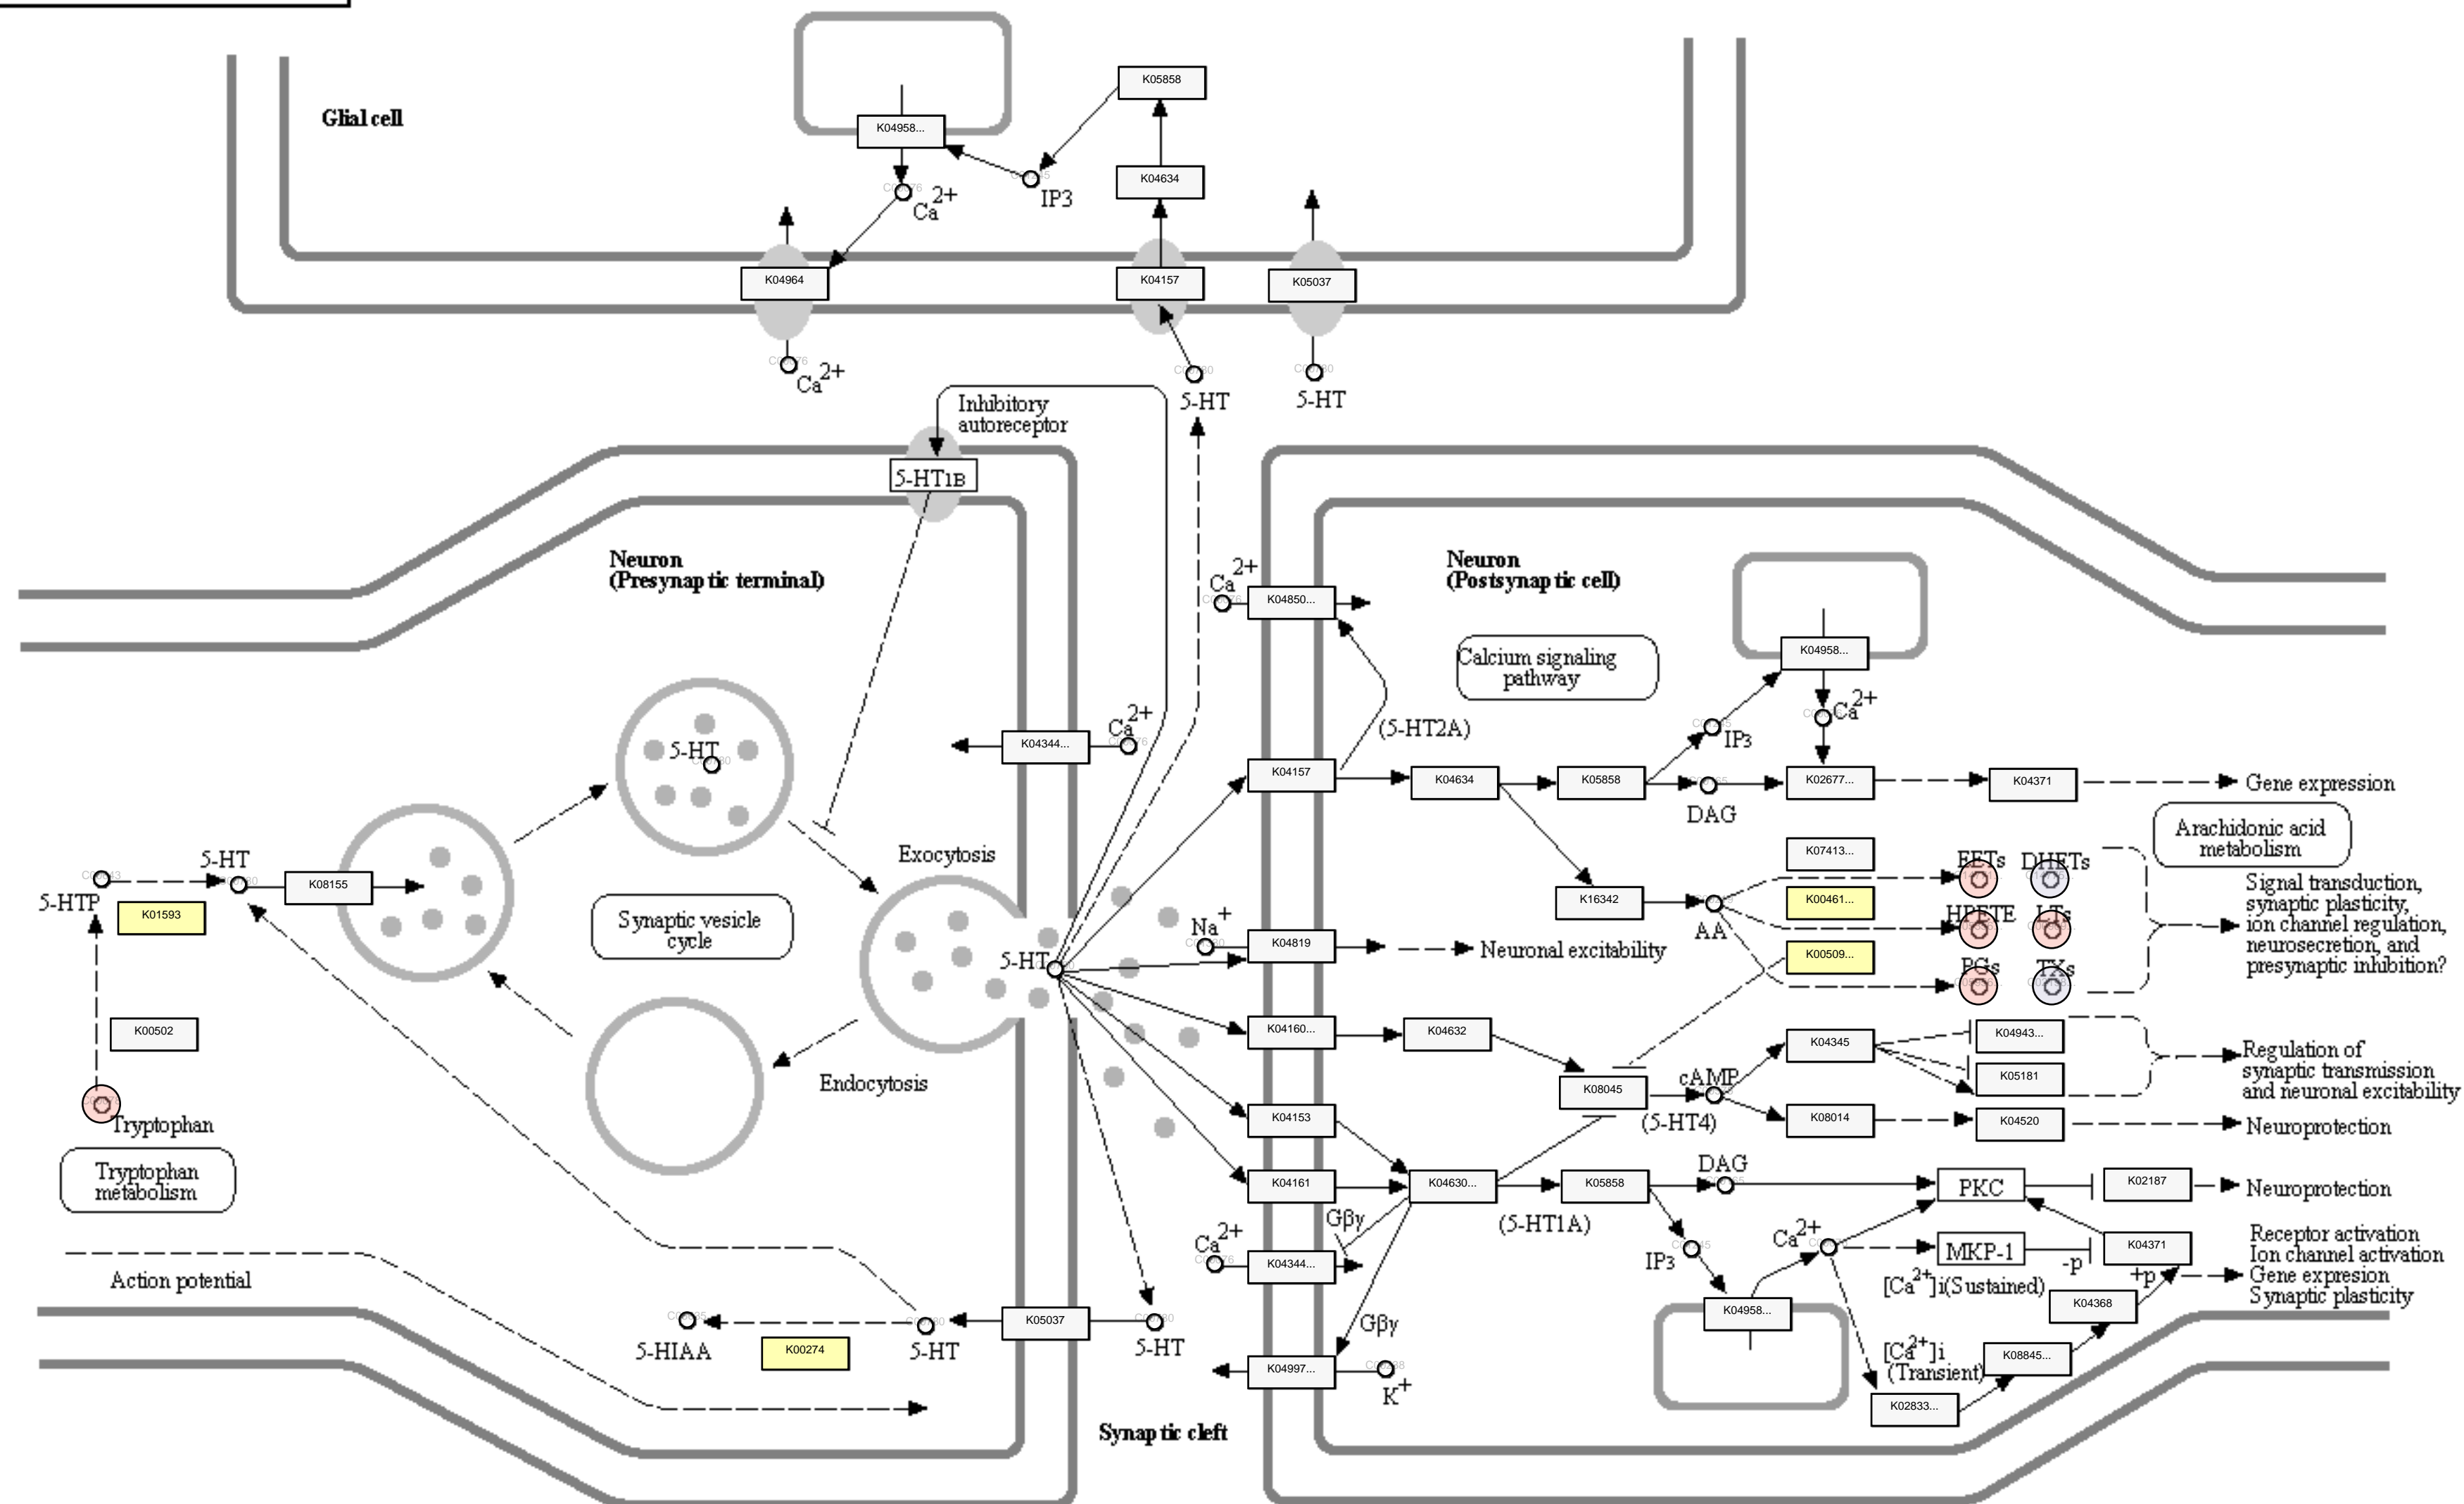 K05858
Glial cell
K04958...
K04634
IP3
Ca2+
K04964
K04157
K05037
Ca2+
5-HT
5-HT
Inhibitory
autoreceptor
5-HT1B
Neuron
(Presynaptic terminal)
Neuron
(Postsynaptic cell)
Ca2+
K04850...
Calcium signaling
pathway
K04958...
Ca2+
(5-HT2A)
IP3
Ca2+
K04344...
5-HT
K04157
K04634
K05858
DAG
K02677...
K04371
Gene expression
Arachidonic acid
metabolism
K07413...
EETs
DHETs
Exocytosis
5-HT
5-HTP
K08155
K01593
K16342
AA
K00461...
HPETE
LTs
Signal transduction,
synaptic plasticity,
ion channel regulation,
neurosecretion, and
presynaptic inhibition?
Synaptic vesicle
cycle
Na+
K04819
Neuronal excitability
K00509...
PGs
TXs
5-HT
K00502
K04160...
K04632
K04345
K04943...
K05181
Regulation of
synaptic transmission
and neuronal excitability
Endocytosis
K08045
cAMP
(5-HT4)
K08014
K04520
Neuroprotection
Tryptophan
K04153
Tryptophan
metabolism
K04161
K04630...
K05858
(5-HT1A)
DAG
PKC
K02187
Neuroprotection
Gβγ
Ca2+
K04344...
IP3
Ca2+
MKP-1
-p
K04371
Receptor activation
Ion channel activation
Gene expresion
Synaptic plasticity
Action potential
[Ca2+]i(Sustained)
+p
K04368
K04958...
5-HIAA
K00274
5-HT
K05037
5-HT
Gβγ
K04997...
K+
[Ca2+]i
(Transient)
K08845...
K02833...
Synaptic cleft